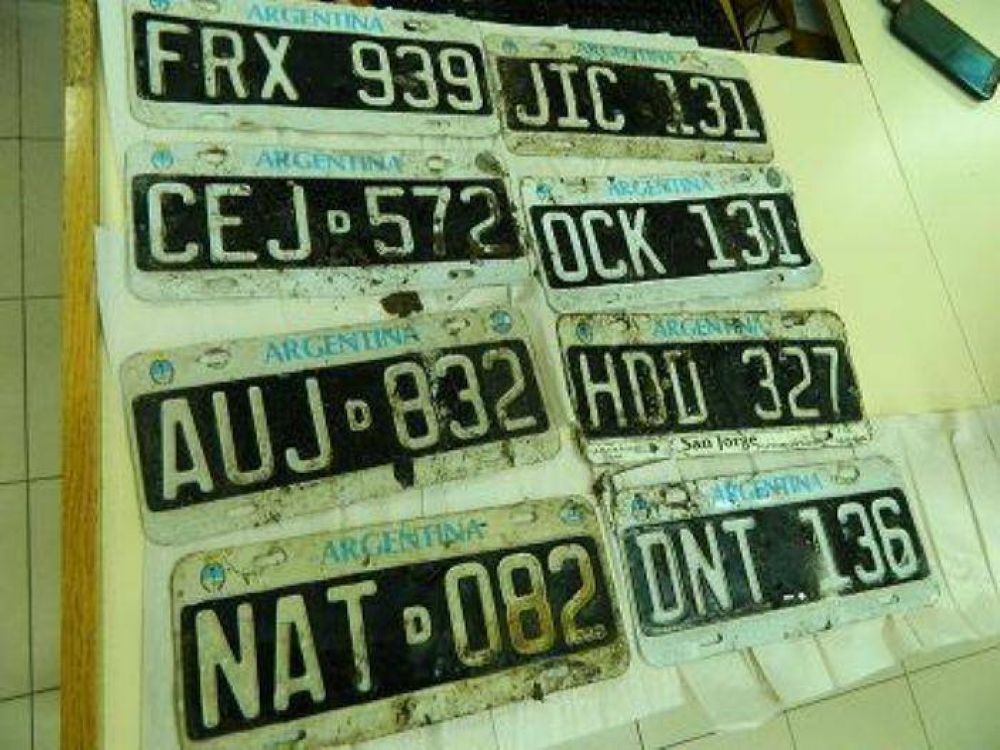 ARGENTINA
FRX 939
ARGENTINA
JIC 131
ARGENTINA
CEJ D 572
ARGENTINA
OCK 131
ARGENTINA
AUJ D 832
ARGENTINA
HDD 327
San Jorge
ARGENTINA
NAT D 082
ARGENTINA
DNT 136